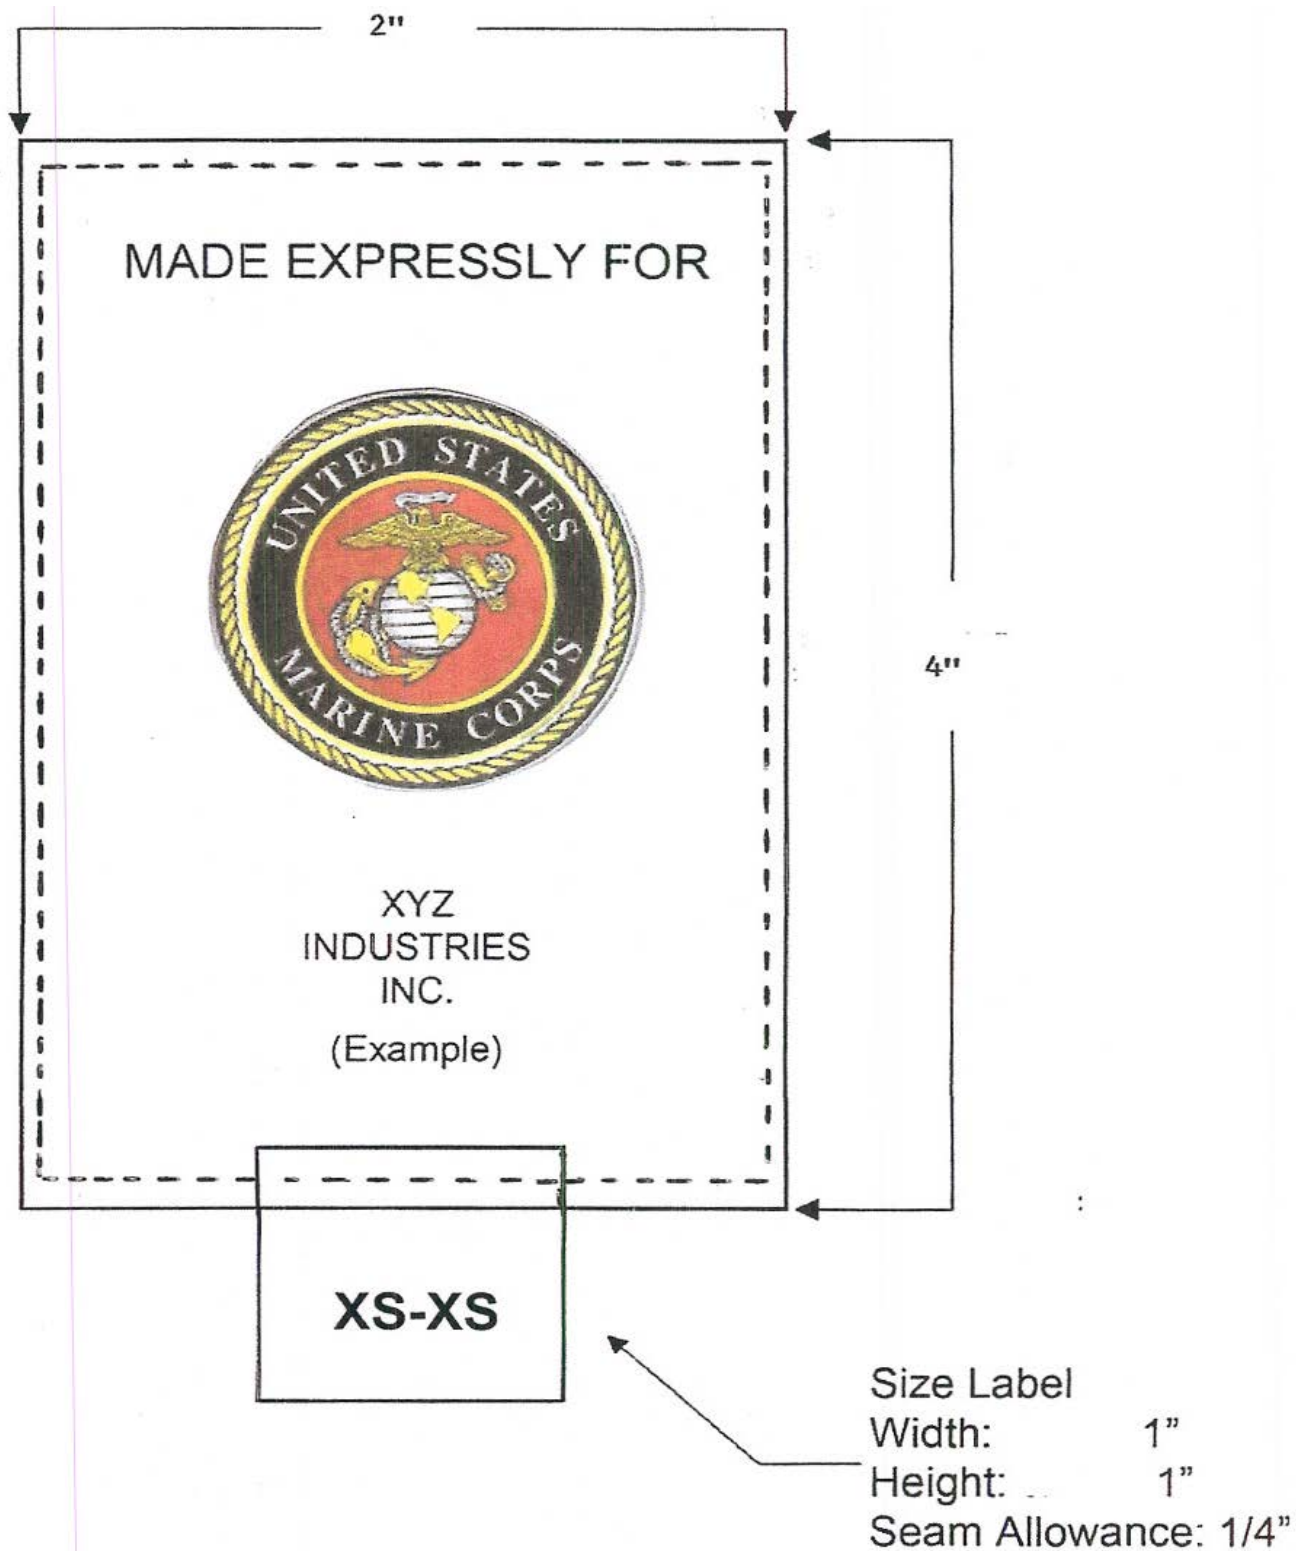 2"
MADE EXPRESSLY FOR
UNITED STATES
MARINE CORPS
4"
XYZ
INDUSTRIES
INC.
(Example)
XS-XS
Size Label
Width: 1”
Height: 1”
Seam Allowance: 1/4”